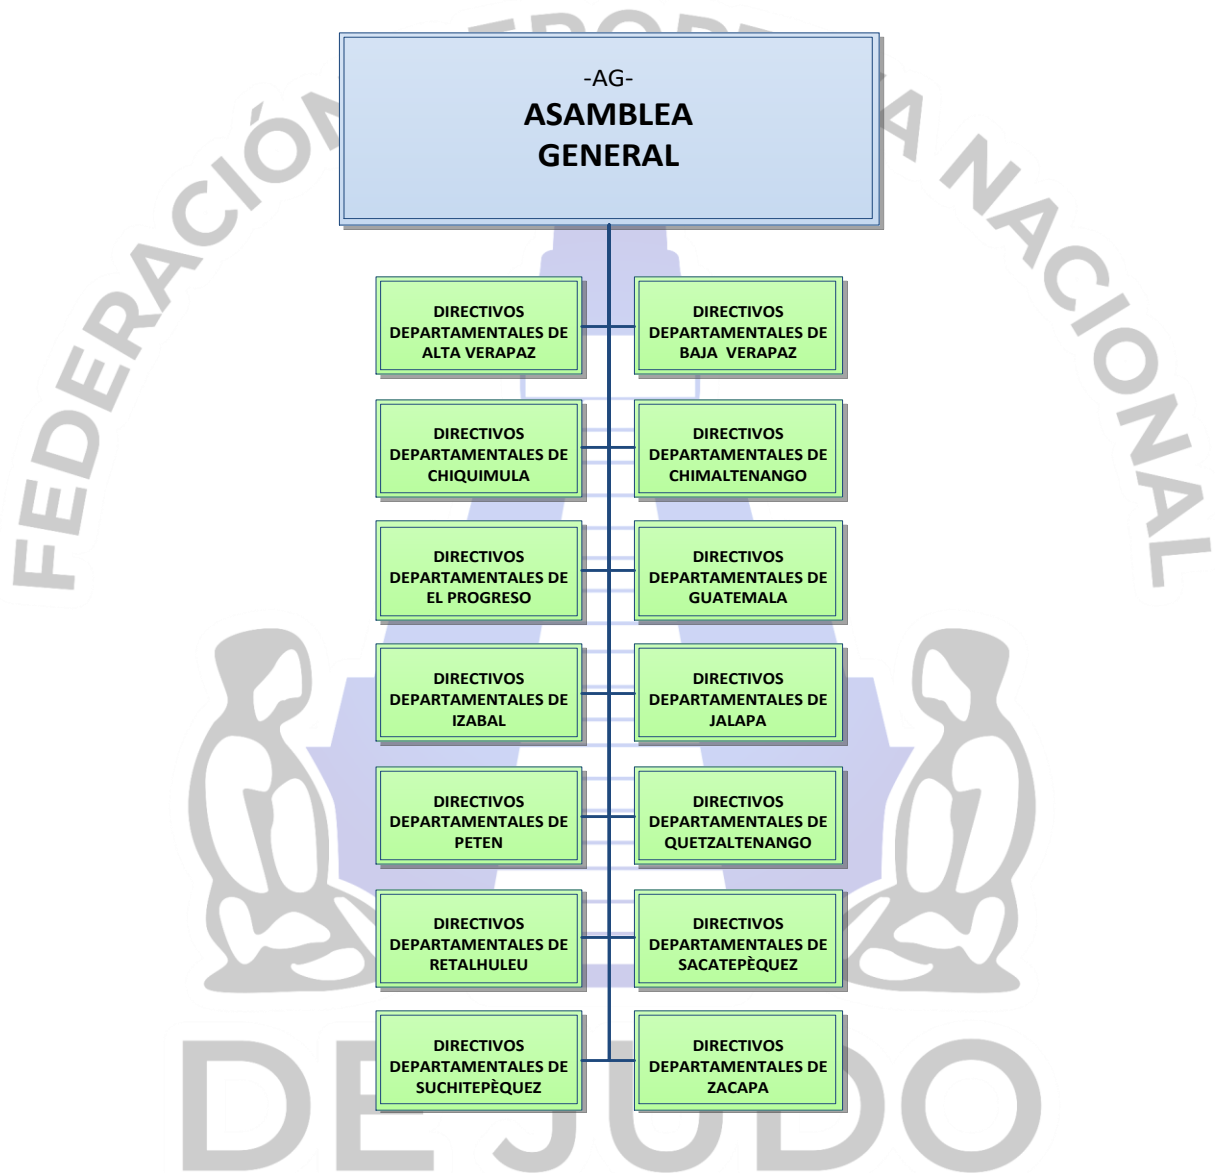 -AG-
ASAMBLEA
GENERAL
DIRECTIVOS
DEPARTAMENTALES DE
ALTA VERAPAZ
DIRECTIVOS
DEPARTAMENTALES DE
BAJA  VERAPAZ
DIRECTIVOS
DEPARTAMENTALES DE
CHIQUIMULA
DIRECTIVOS
DEPARTAMENTALES DE
CHIMALTENANGO
DIRECTIVOS
DEPARTAMENTALES DE
EL PROGRESO
DIRECTIVOS
DEPARTAMENTALES DE
GUATEMALA
DIRECTIVOS
DEPARTAMENTALES DE
IZABAL
DIRECTIVOS
DEPARTAMENTALES DE
JALAPA
DIRECTIVOS
DEPARTAMENTALES DE
PETEN
DIRECTIVOS
DEPARTAMENTALES DE
QUETZALTENANGO
DIRECTIVOS
DEPARTAMENTALES DE
RETALHULEU
DIRECTIVOS
DEPARTAMENTALES DE
SACATEPÈQUEZ
DIRECTIVOS
DEPARTAMENTALES DE
SUCHITEPÈQUEZ
DIRECTIVOS
DEPARTAMENTALES DE
ZACAPA
FEDERACIÓN NACIONAL
DE JUDO